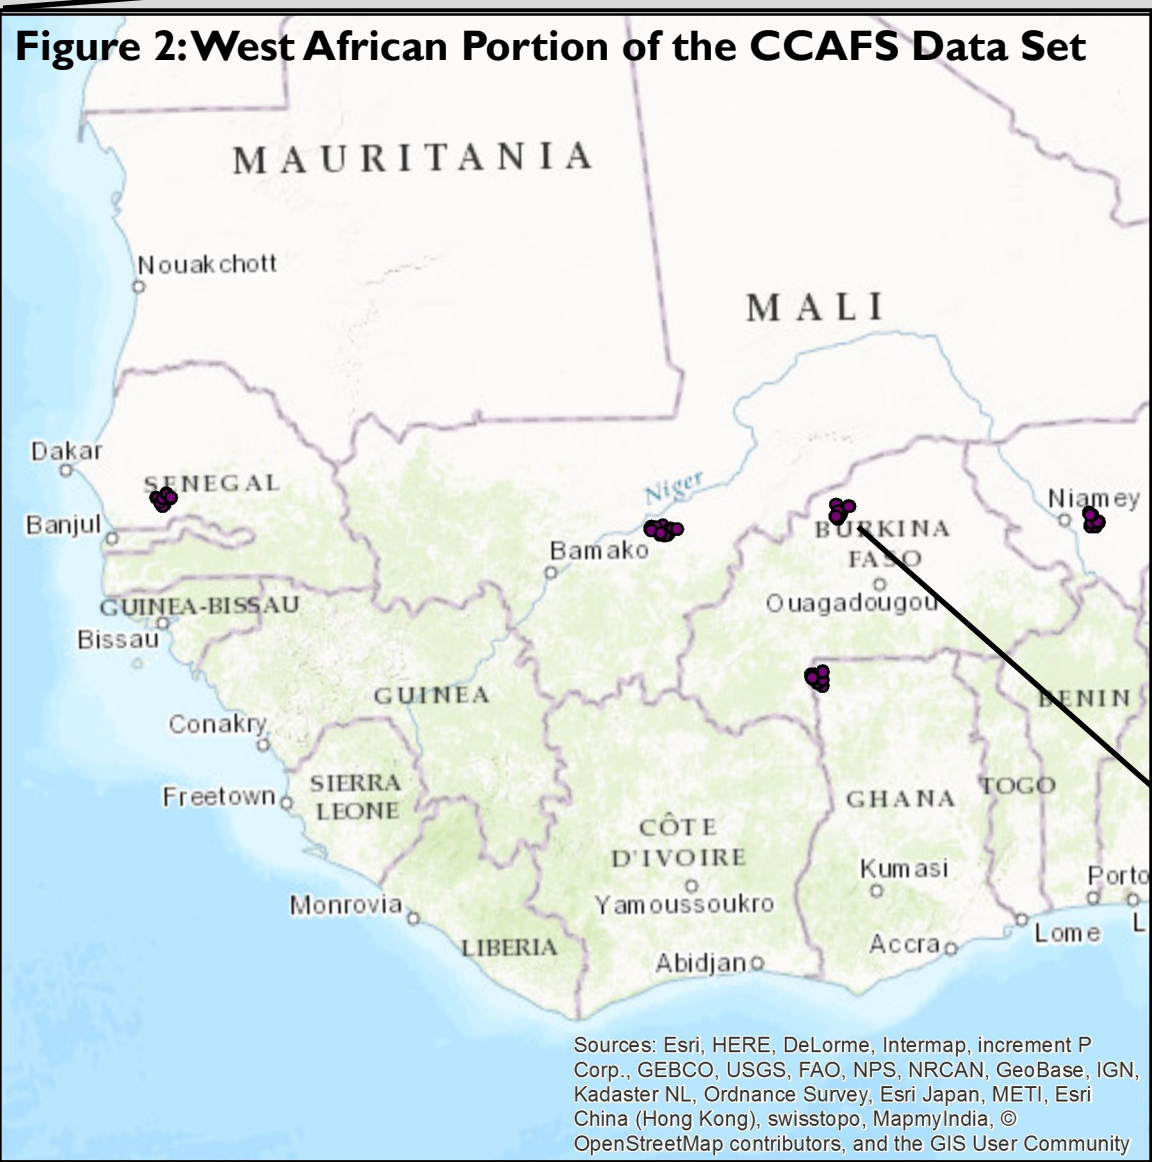 Figure 2: West African Portion of the CCAFS Data Set
MAURITANIA
Nouakchott
MALI
Dakar
SENEGAL
Niger
Niamey
Banjul
BURKINA
FASO
Bamako
Ouagadougou
GUINEA-BISSAU
Bissau
GUINEA
BENIN
Conakry
SIERRA
LEONE
Freetown
TOGO
GHANA
CÔTE
D'IVOIRE
Kumasi
Porto
Yamoussoukro
Monrovia
L
Lome
LIBERIA
Accra
Abidjan
Sources: Esri, HERE, DeLorme, Intermap, increment P
Corp., GEBCO, USGS, FAO, NPS, NRCAN, GeoBase, IGN,
Kadaster NL, Ordnance Survey, Esri Japan, METI, Esri
China (Hong Kong), swisstopo, MapmyIndia, ©
OpenStreetMap contributors, and the GIS User Community